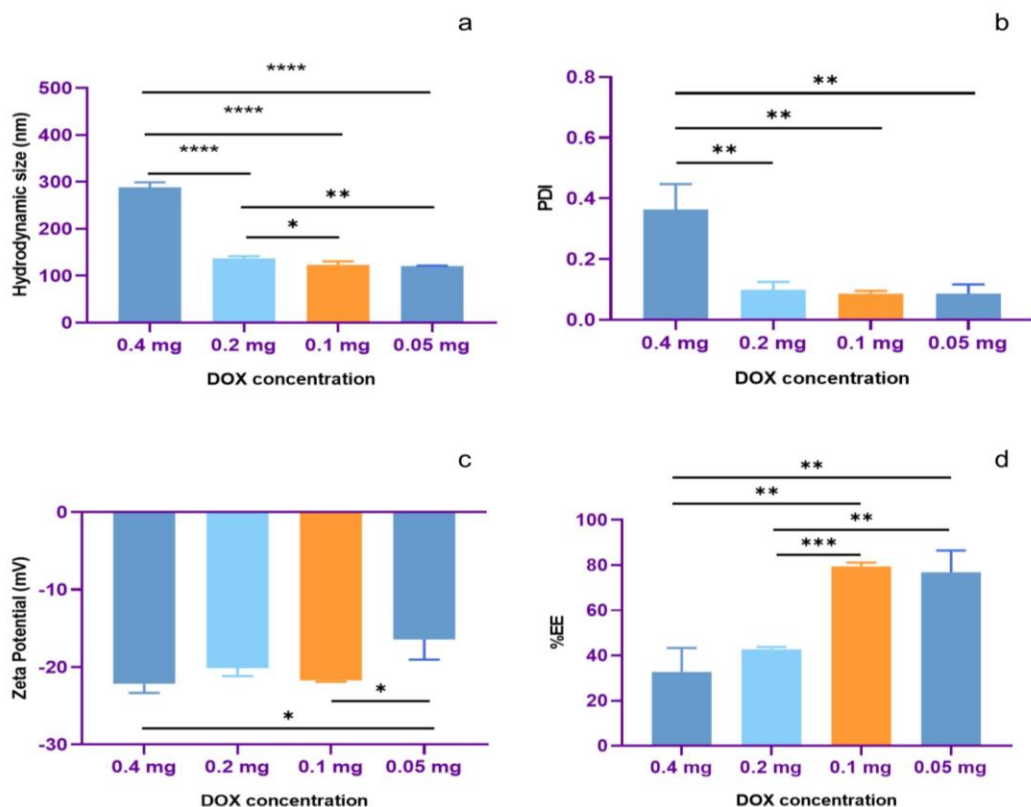 a
****
****
****
**
*
Hydrodynamic size (nm)
500
400
300
200
100
0
0.4 mg 0.2 mg 0.1 mg 0.05 mg
DOX concentration
b
**
**
**
PDI
0.8
0.6
0.4
0.2
0.0
0.4 mg 0.2 mg 0.1 mg 0.05 mg
DOX concentration
c
Zeta Potential (mV)
0
-10
-20
-30
*
*
0.4 mg 0.2 mg 0.1 mg 0.05 mg
DOX concentration
d
**
**
**
***
%EE
100
80
60
40
20
0
0.4 mg 0.2 mg 0.1 mg 0.05 mg
DOX concentration